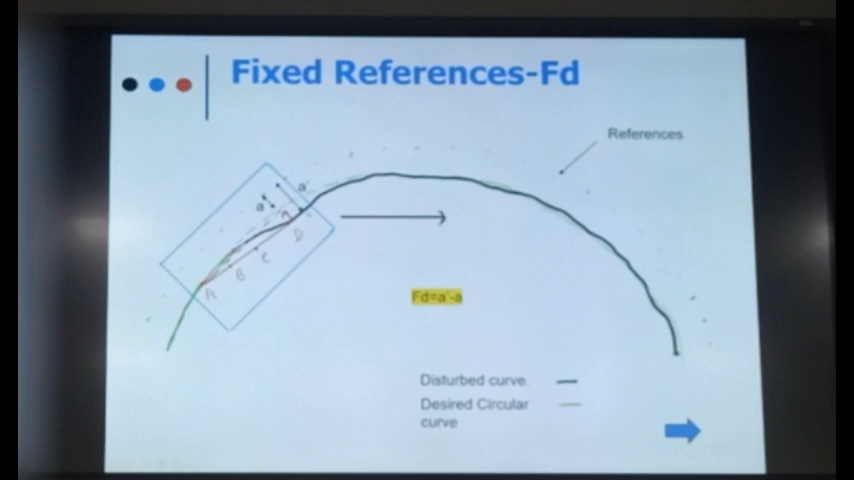 Fixed References-Fd
References
a'
a
D
C
B
A
Fd=a'-a
Disturbed curve.
Desired Circular
curve